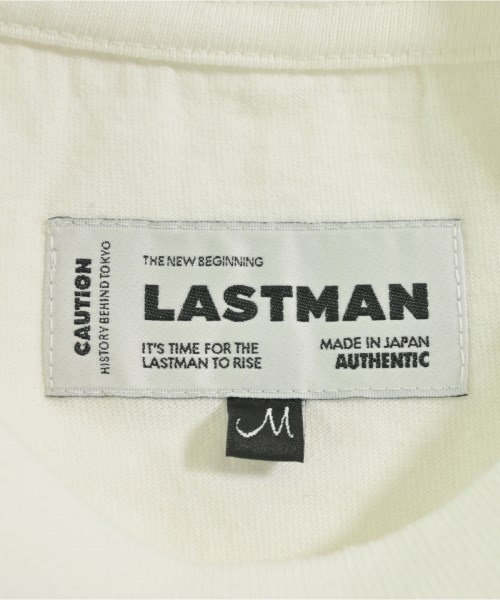 CAUTION
HISTORY BEHIND TOKYO
THE NEW BEGINNING
LASTMAN
IT'S TIME FOR THE
LASTMAN TO RISE
MADE IN JAPAN
AUTHENTIC
M